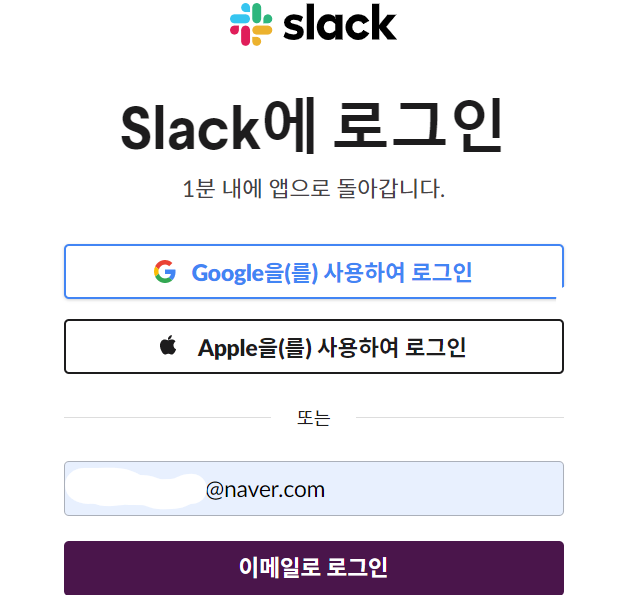 slack
Slack에 로그인
1분 내에 앱으로 돌아갑니다.
Google을(를) 사용하여 로그인
Apple을(를) 사용하여 로그인
또는
@naver.com
이메일로 로그인